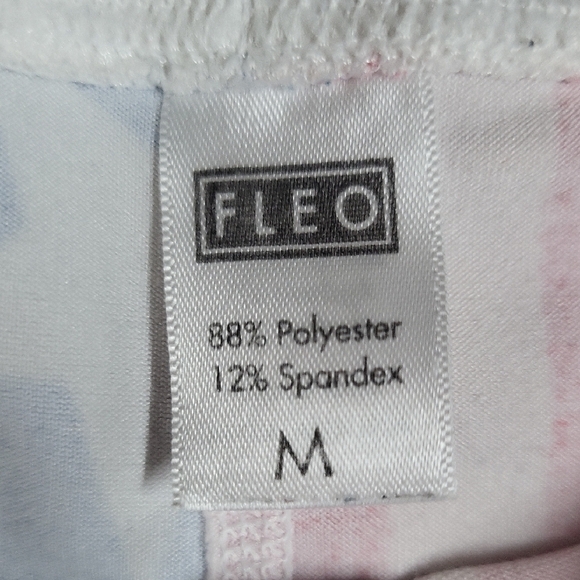 FLEO
88% Polyester
12% Spandex
M